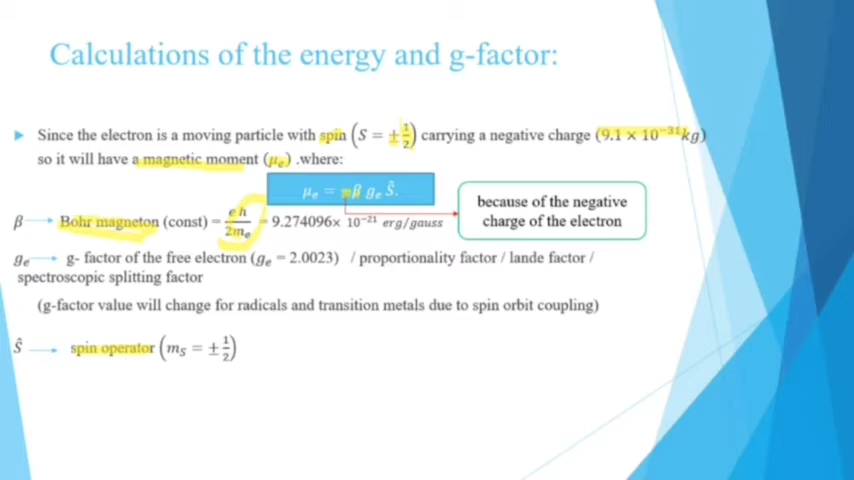 Calculations of the energy and g-factor:
Since the electron is a moving particle with spin (S = ± 1/2) carrying a negative charge (9.1 × 10⁻³¹kg)
so it will have a magnetic moment (μₑ) .where:
μₑ = −β gₑ Ŝ.
because of the negative
charge of the electron
β → Bohr magneton (const) = e h / 2mₑ = 9.274096× 10⁻²¹ erg/gauss
gₑ → g- factor of the free electron (gₑ = 2.0023) / proportionality factor / lande factor /
spectroscopic splitting factor
(g-factor value will change for radicals and transition metals due to spin orbit coupling)
Ŝ → spin operator (mₛ = ± 1/2)